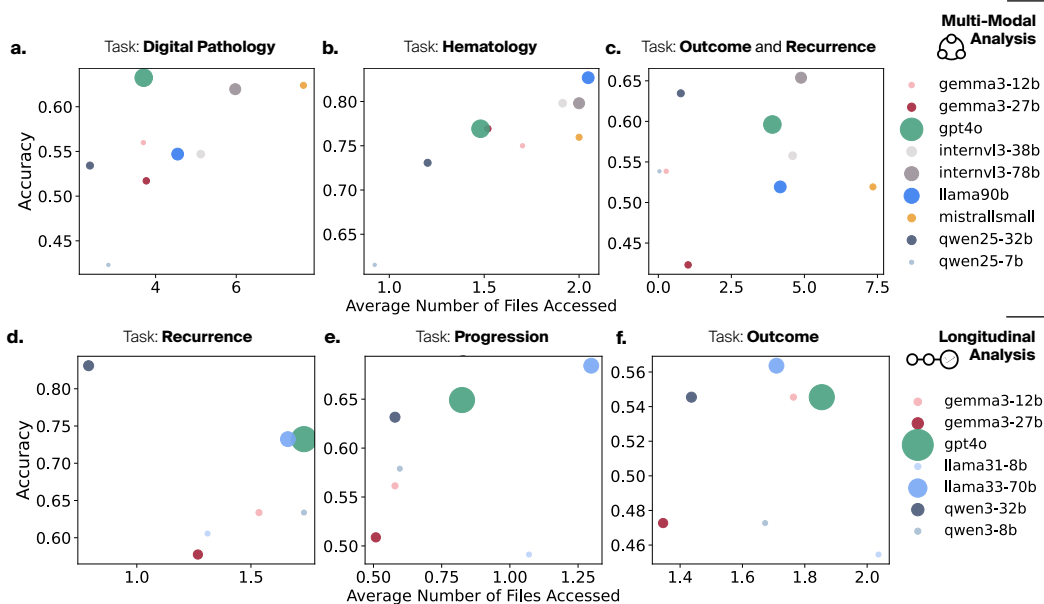 a.
Task: Digital Pathology
Accuracy
0.60
0.55
0.50
0.45
4
6
b.
Task: Hematology
0.80
0.75
0.70
0.65
1.0
1.5
2.0
Average Number of Files Accessed
c.
Task: Outcome and Recurrence
0.65
0.60
0.55
0.50
0.45
0.0
2.5
5.0
7.5
Multi-Modal
Analysis
gemma3-12b
gemma3-27b
gpt4o
internvl3-38b
internvl3-78b
llama90b
mistrallsmall
qwen25-32b
qwen25-7b
d.
Task: Recurrence
Accuracy
0.80
0.75
0.70
0.65
0.60
1.0
1.5
e.
Task: Progression
0.65
0.60
0.55
0.50
0.50
0.75
1.00
1.25
Average Number of Files Accessed
f.
Task: Outcome
0.56
0.54
0.52
0.50
0.48
0.46
1.4
1.6
1.8
2.0
Longitudinal
Analysis
gemma3-12b
gemma3-27b
gpt4o
llama31-8b
llama33-70b
qwen3-32b
qwen3-8b